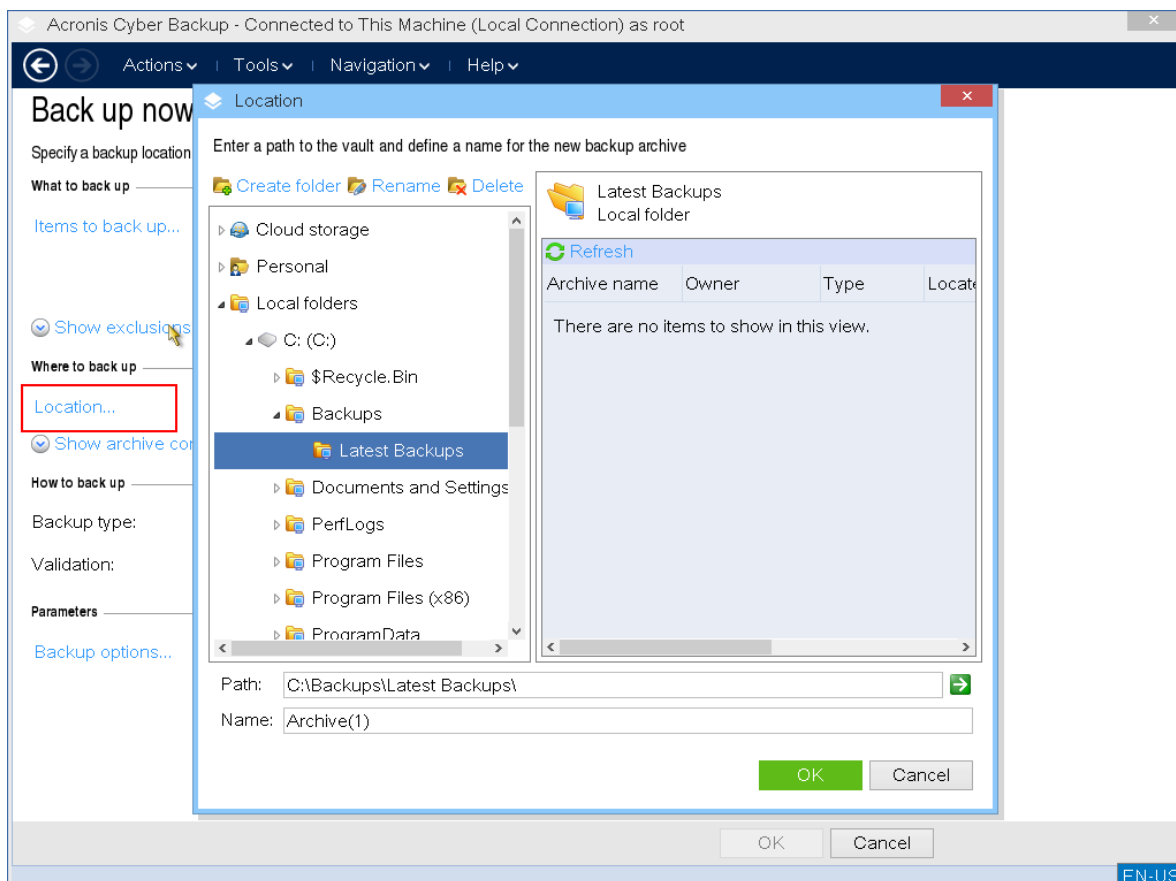 Acronis Cyber Backup - Connected to This Machine (Local Connection) as root
Actions Tools Navigation Help
Back up now
Specify a backup location
What to back up
Items to back up...
Show exclusions
Where to back up
Location...
Show archive
How to back up
Backup type:
Validation:
Parameters
Backup options...
Location
Enter a path to the vault and define a name for the new backup archive
Create folder Rename Delete
Cloud storage
Personal
Local folders
C: (C:)
$Recycle.Bin
Backups
Latest Backups
Documents and Settings
PerfLogs
Program Files
Program Files (x86)
ProgramData
Latest Backups
Local folder
Refresh
Archive name Owner Type
There are no items to show in this view.
Path: C:\Backups\Latest Backups\
Name: Archive(1)
OK Cancel
OK Cancel
EN-US